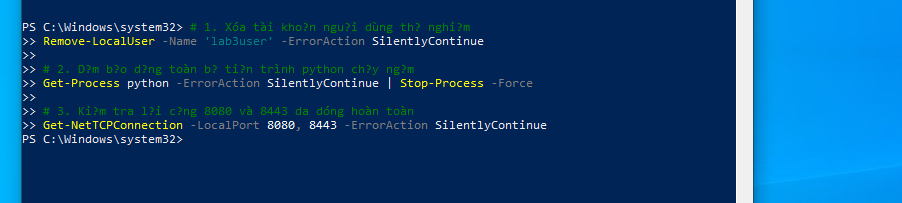 PS C:\Windows\system32> # 1. Xóa tài kho?n ngu?i dùng th? nghi?m
>> Remove-LocalUser -Name 'lab3user' -ErrorAction SilentlyContinue
>>
>> # 2. D?m b?o d?ng toàn b? ti?n trình python ch?y ng?m
>> Get-Process python -ErrorAction SilentlyContinue | Stop-Process -Force
>>
>> # 3. Ki?m tra l?i c?ng 8080 và 8443 da dóng hoàn toàn
>> Get-NetTCPConnection -LocalPort 8080, 8443 -ErrorAction SilentlyContinue
PS C:\Windows\system32>